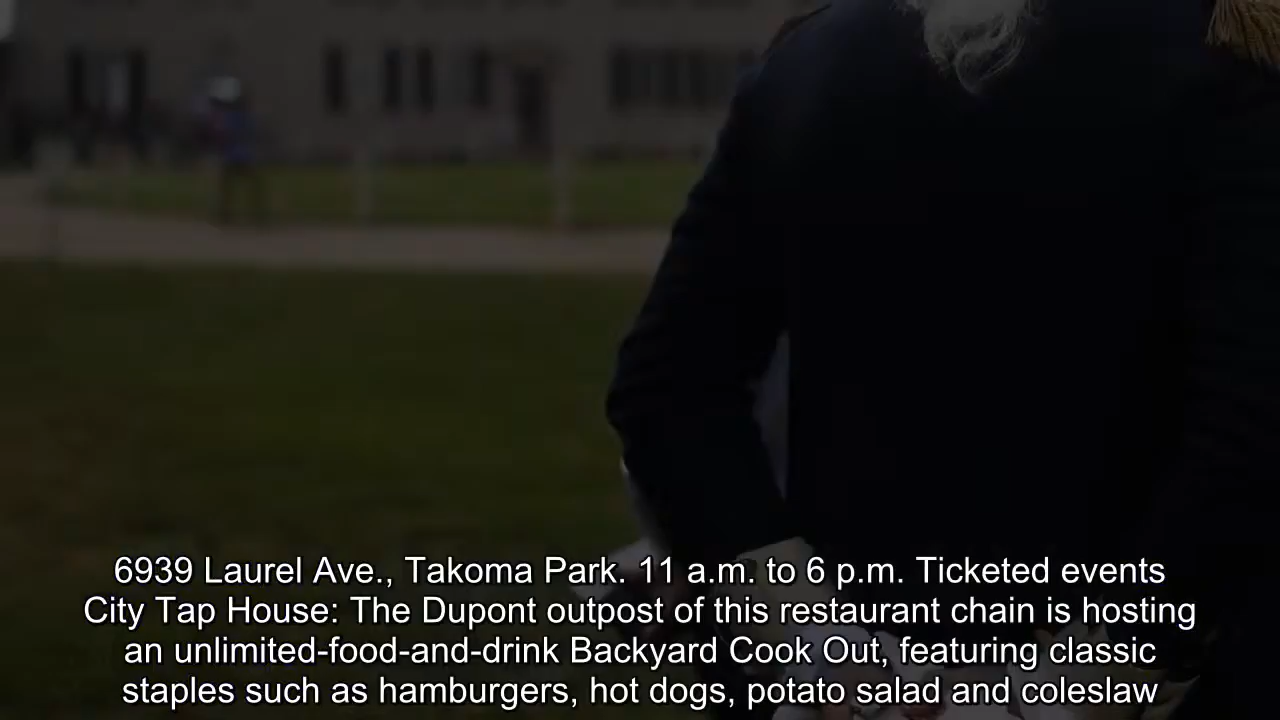 6939 Laurel Ave., Takoma Park. 11 a.m. to 6 p.m. Ticketed events
City Tap House: The Dupont outpost of this restaurant chain is hosting
an unlimited-food-and-drink Backyard Cook Out, featuring classic
staples such as hamburgers, hot dogs, potato salad and coleslaw